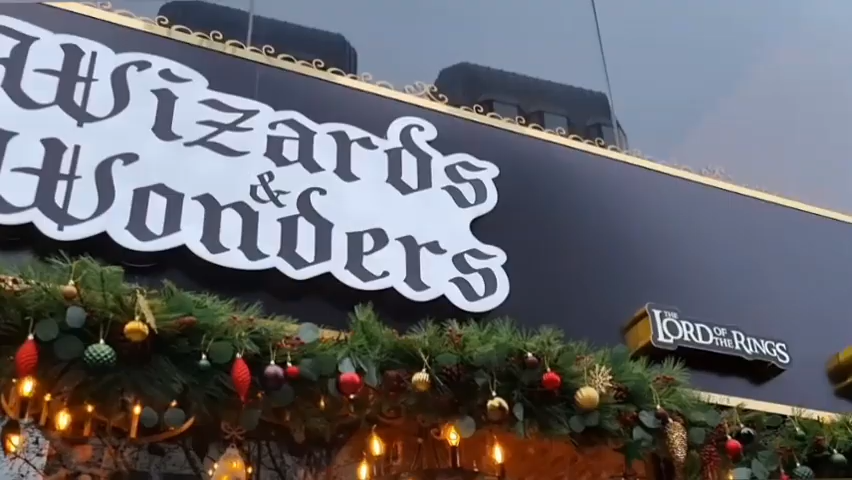 Wizards
&
Wonders
THE
LORD OF THE RINGS